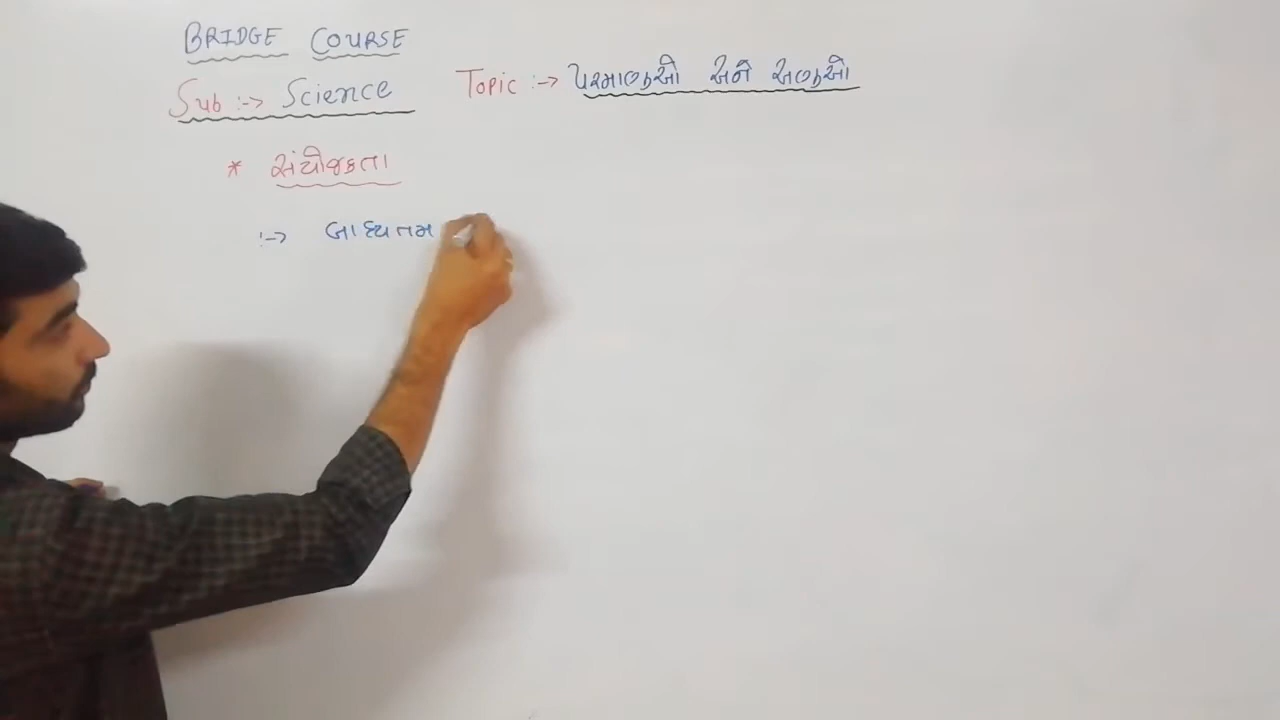 BRIDGE COURSE
Sub :-> Science Topic :-> પરમાણુઓ અને અણુઓ
* સંયોજકતા
:-> બાહ્યતમ